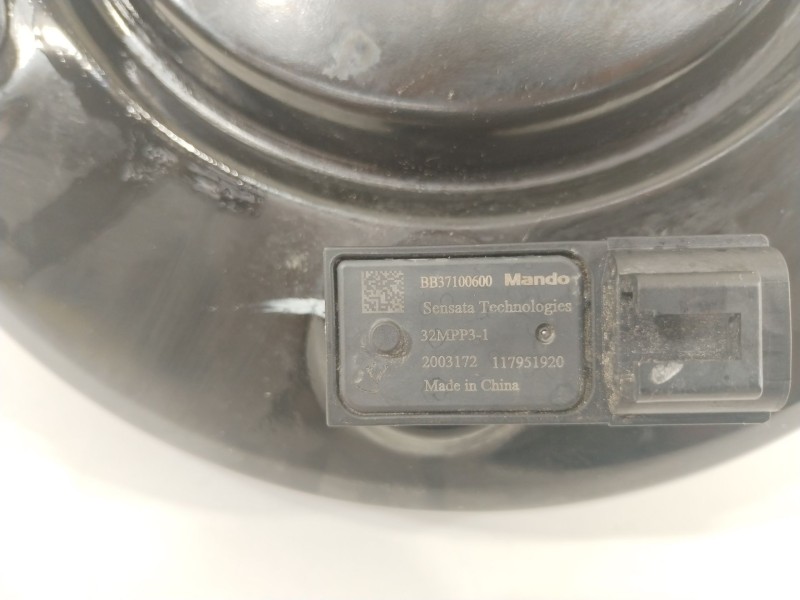 BB37100600 Mando
Sensata Technologies
32MPP3-1
2003172 117951920
Made in China